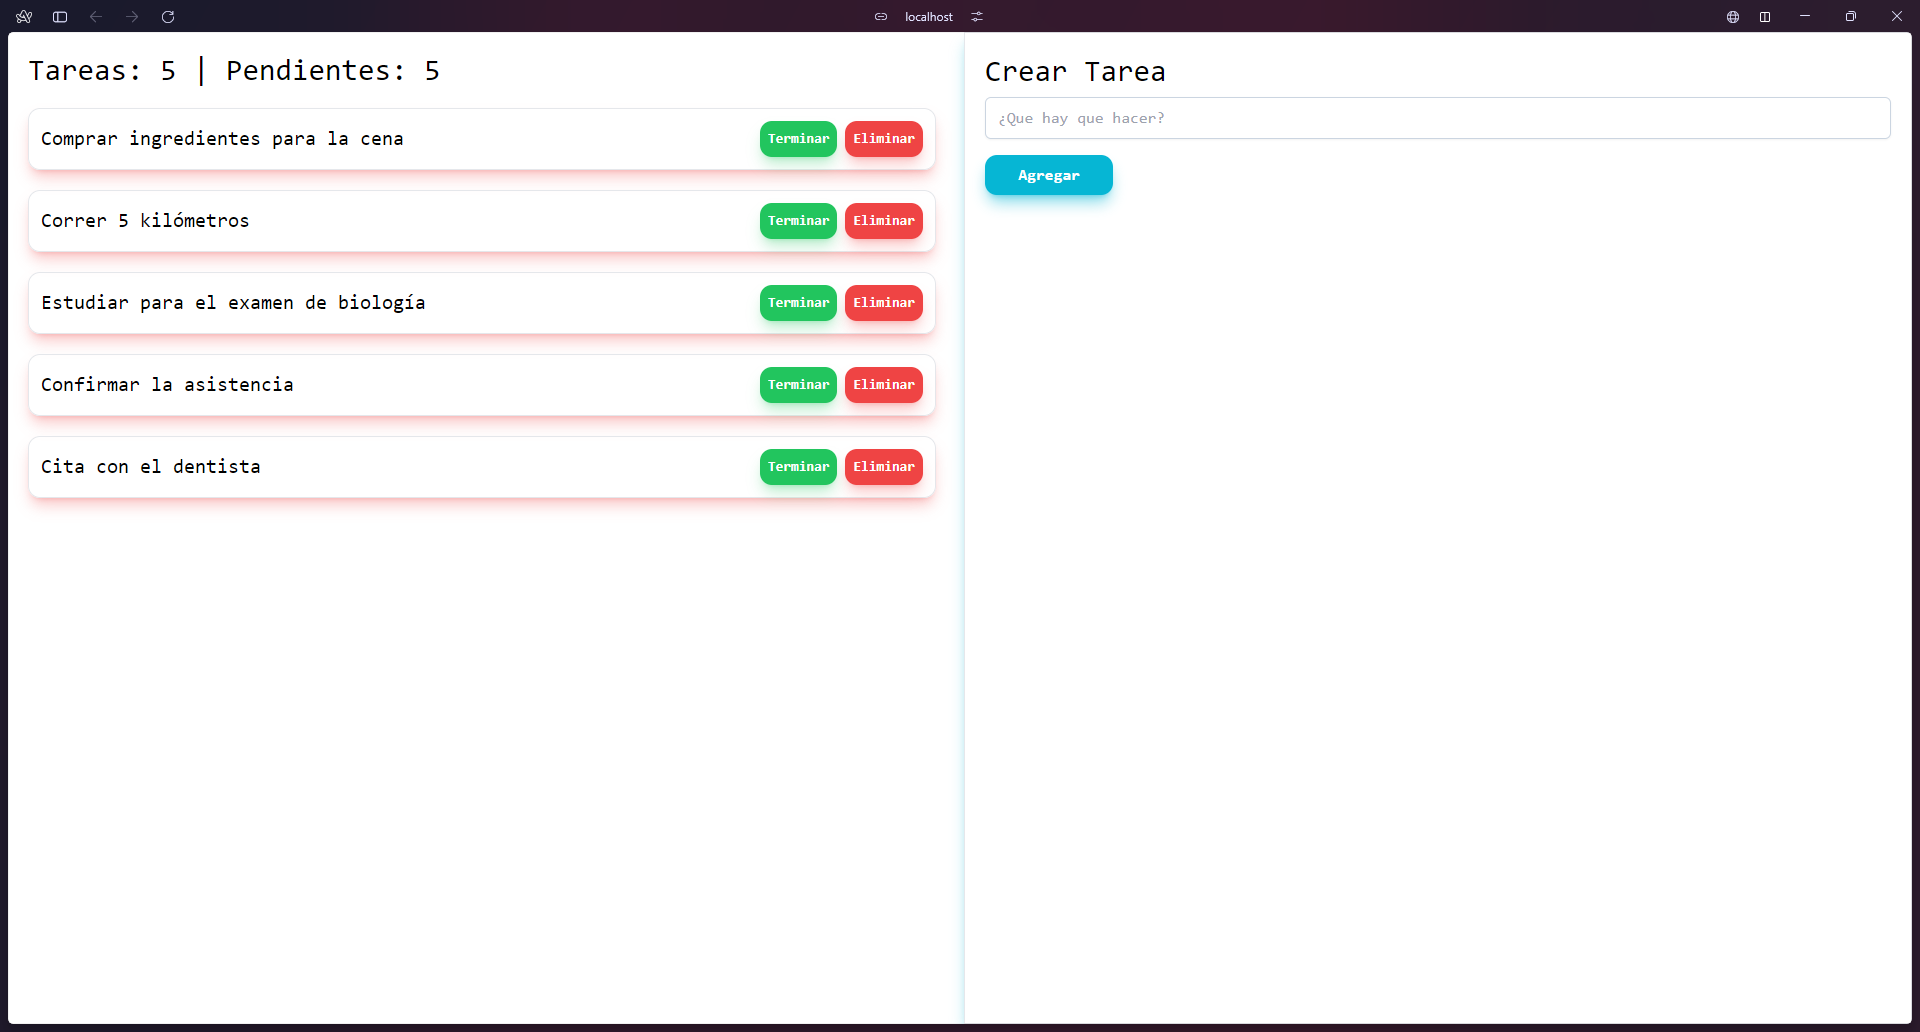 localhost
Tareas: 5 | Pendientes: 5
Comprar ingredientes para la cena
Terminar Eliminar
Correr 5 kilómetros
Terminar Eliminar
Estudiar para el examen de biología
Terminar Eliminar
Confirmar la asistencia
Terminar Eliminar
Cita con el dentista
Terminar Eliminar
Crear Tarea
¿Que hay que hacer?
Agregar